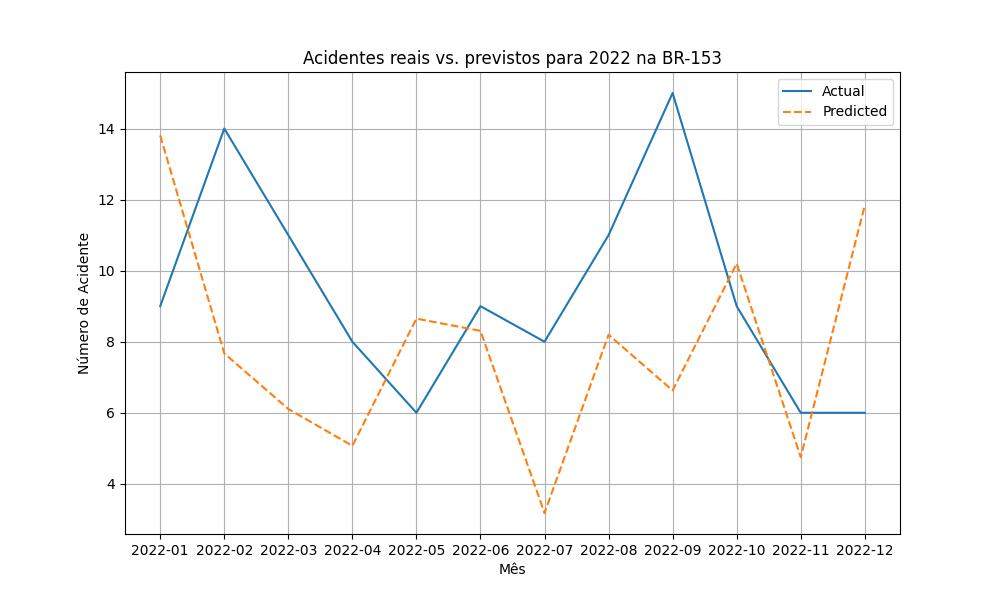 Acidentes reais vs. previstos para 2022 na BR-153
Actual
Predicted
Número de Acidente
14
12
10
8
6
4
2022-01 2022-02 2022-03 2022-04 2022-05 2022-06 2022-07 2022-08 2022-09 2022-10 2022-11 2022-12
Mês